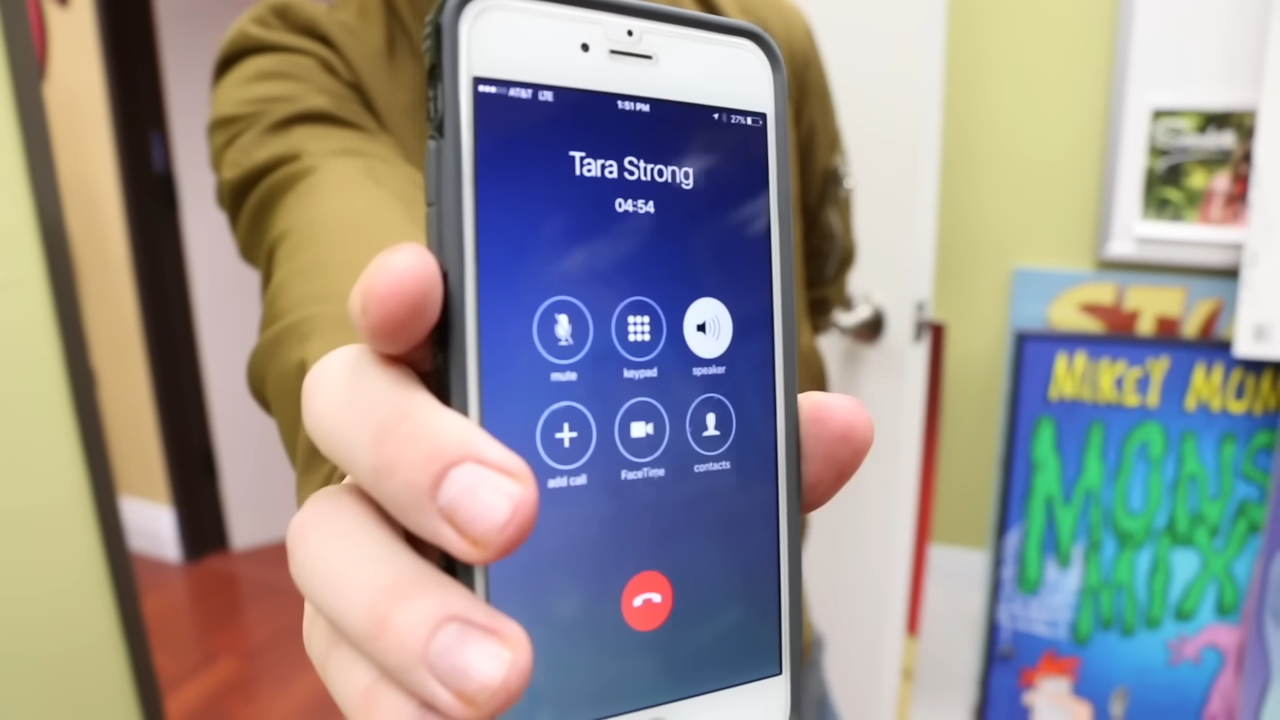 AT&T LTE
1:51 PM
27%
Tara Strong
04:54
mute
keypad
speaker
add call
FaceTime
contacts
MIKEY MON
MONS
MIX